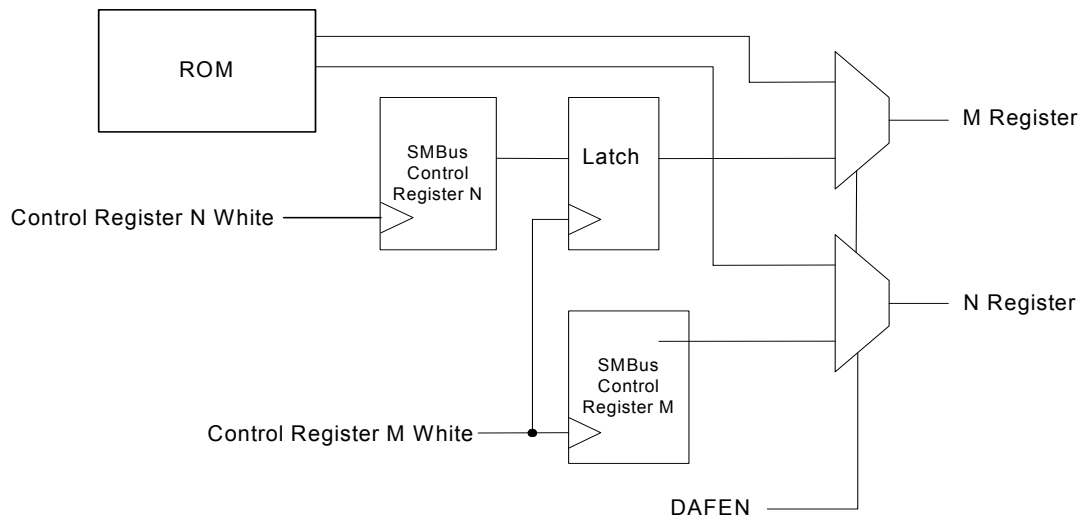 ROM
M Register
SMBus
Control
Register N
Latch
Control Register N White
N Register
SMBus
Control
Register M
Control Register M White
DAFEN